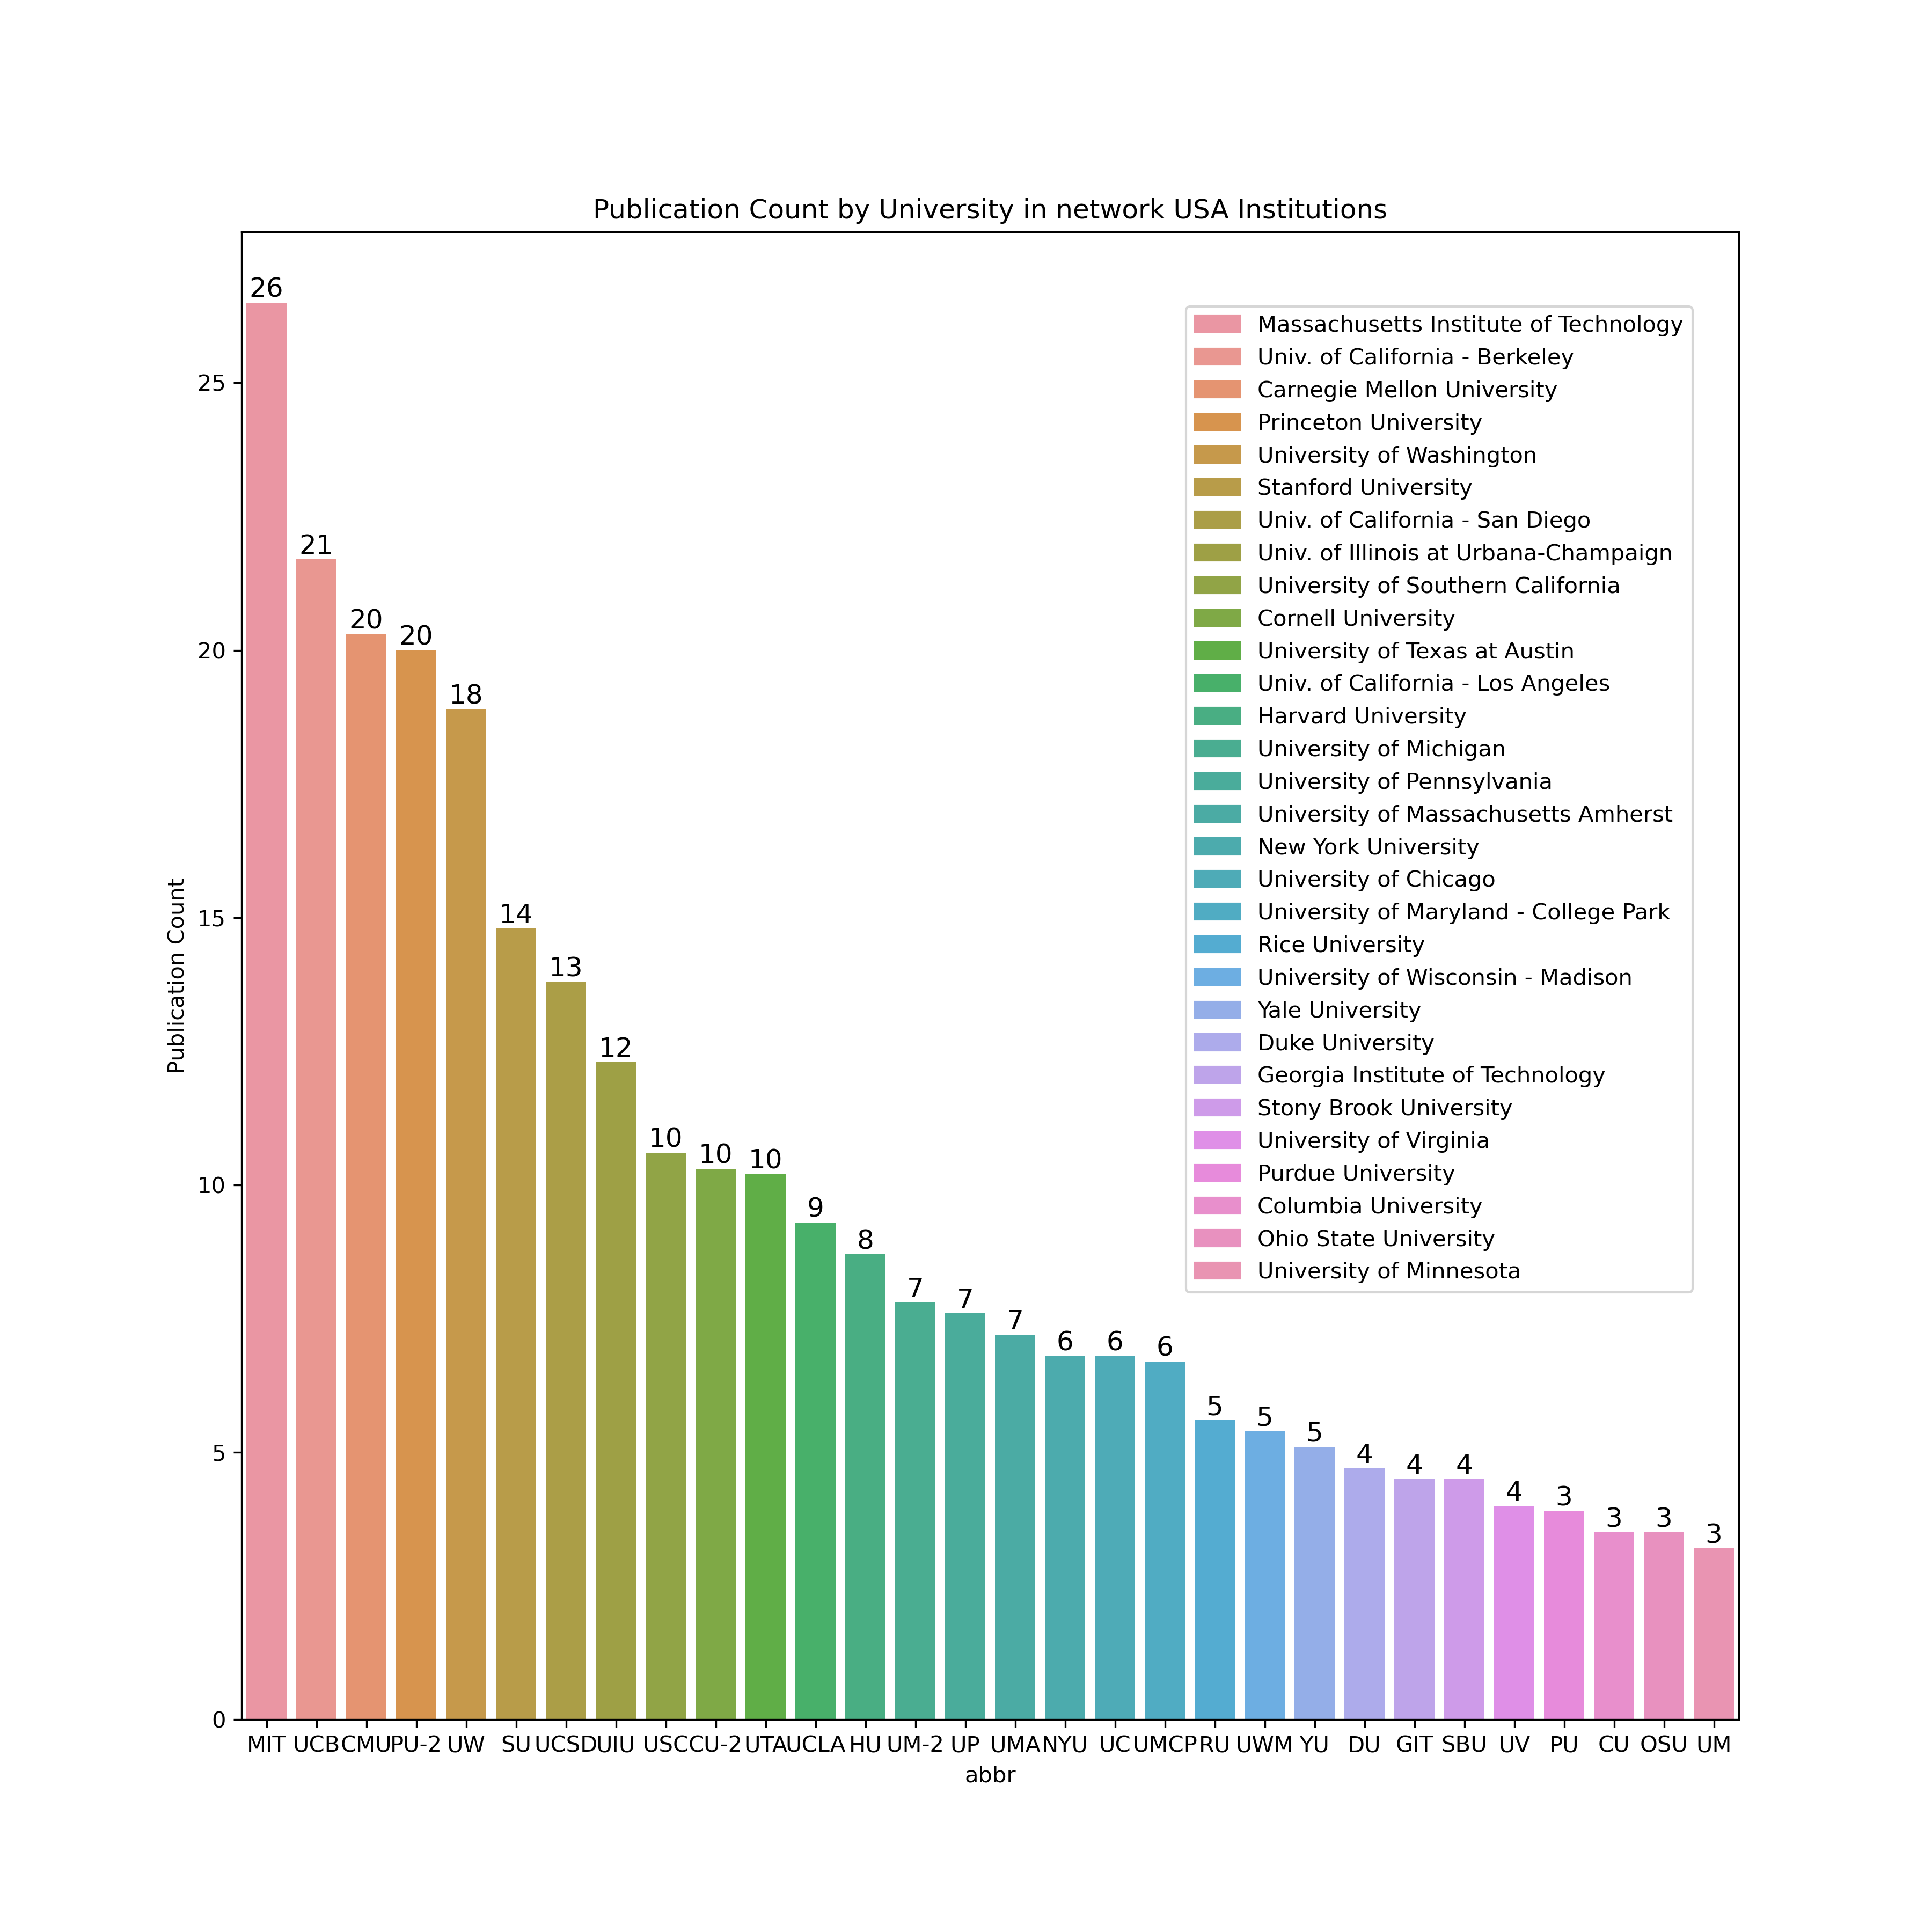 Publication Count by University in network USA Institutions
26
21
20
20
18
14
13
12
10
10
10
9
8
7
7
7
6
6
6
5
5
5
4
4
4
4
3
3
3
3
Massachusetts Institute of Technology
Univ. of California - Berkeley
Carnegie Mellon University
Princeton University
University of Washington
Stanford University
Univ. of California - San Diego
Univ. of Illinois at Urbana-Champaign
University of Southern California
Cornell University
University of Texas at Austin
Univ. of California - Los Angeles
Harvard University
University of Michigan
University of Pennsylvania
University of Massachusetts Amherst
New York University
University of Chicago
University of Maryland - College Park
Rice University
University of Wisconsin - Madison
Yale University
Duke University
Georgia Institute of Technology
Stony Brook University
University of Virginia
Purdue University
Columbia University
Ohio State University
University of Minnesota
Publication Count
25
20
15
10
5
0
MIT UCB CMU PU-2 UW SU UCSD UIU USC CU-2 UTA UCLA HU UM-2 UP UMA NYU UC UMCP RU UWM YU DU GIT SBU UV PU CU OSU UM
abbr